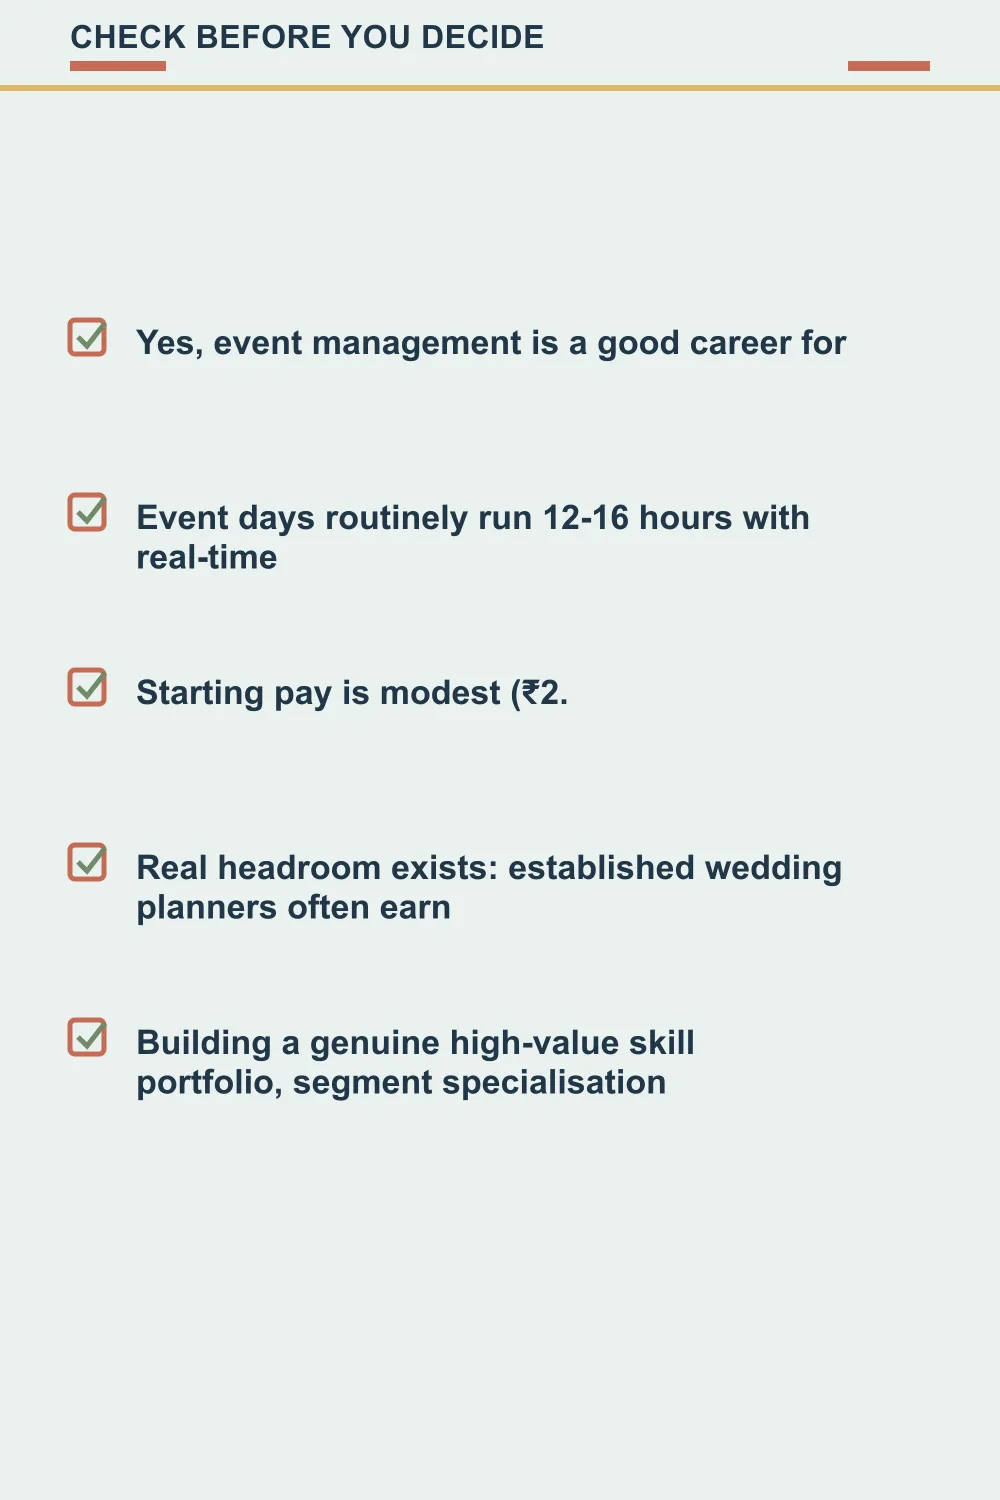 CHECK BEFORE YOU DECIDE
Yes, event management is a good career for
Event days routinely run 12-16 hours with
real-time
Starting pay is modest (₹2.
Real headroom exists: established wedding
planners often earn
Building a genuine high-value skill
portfolio, segment specialisation